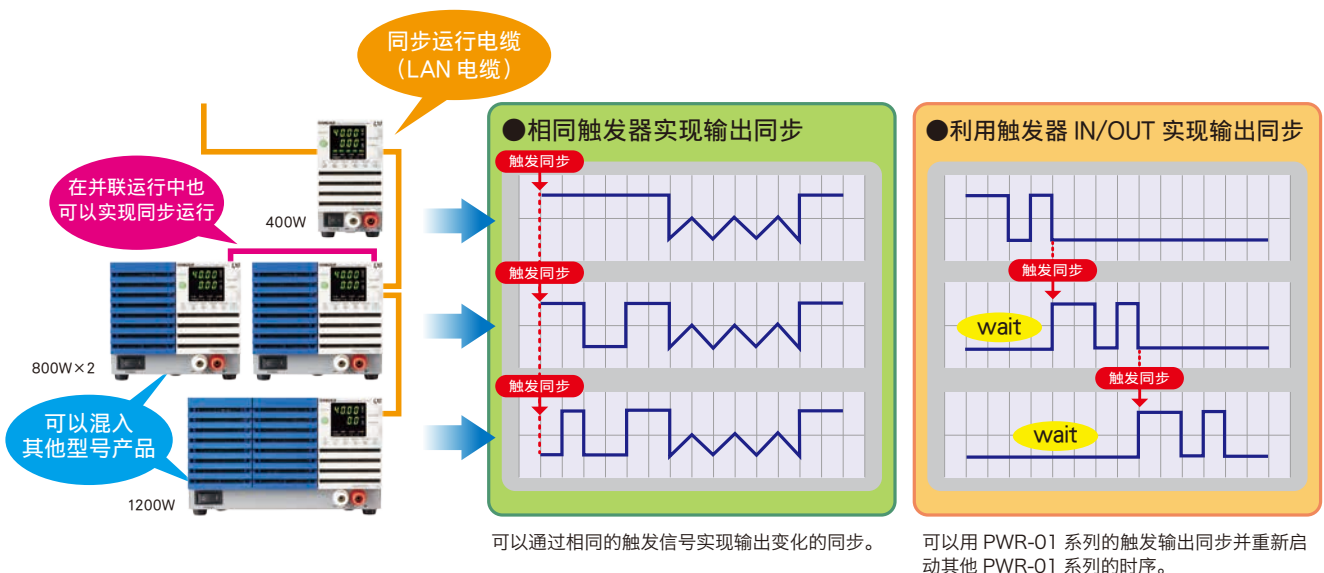 同步运行电缆
（LAN 电缆）
在并联运行中也
可以实现同步运行
400W
800W×2
可以混入
其他型号产品
1200W
●相同触发器实现输出同步
触发同步
触发同步
触发同步
可以通过相同的触发信号实现输出变化的同步。
●利用触发器 IN/OUT 实现输出同步
触发同步
wait
触发同步
wait
可以用 PWR-01 系列的触发输出同步并重新启
动其他 PWR-01 系列的时序。